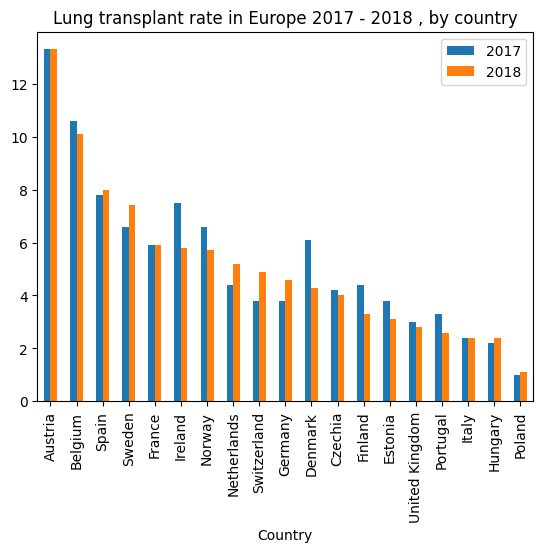 Lung transplant rate in Europe 2017 - 2018 , by country
2017
2018
12
10
8
6
4
2
0
Austria
Belgium
Spain
Sweden
France
Ireland
Norway
Netherlands
Switzerland
Germany
Denmark
Czechia
Finland
Estonia
United Kingdom
Portugal
Italy
Hungary
Poland
Country